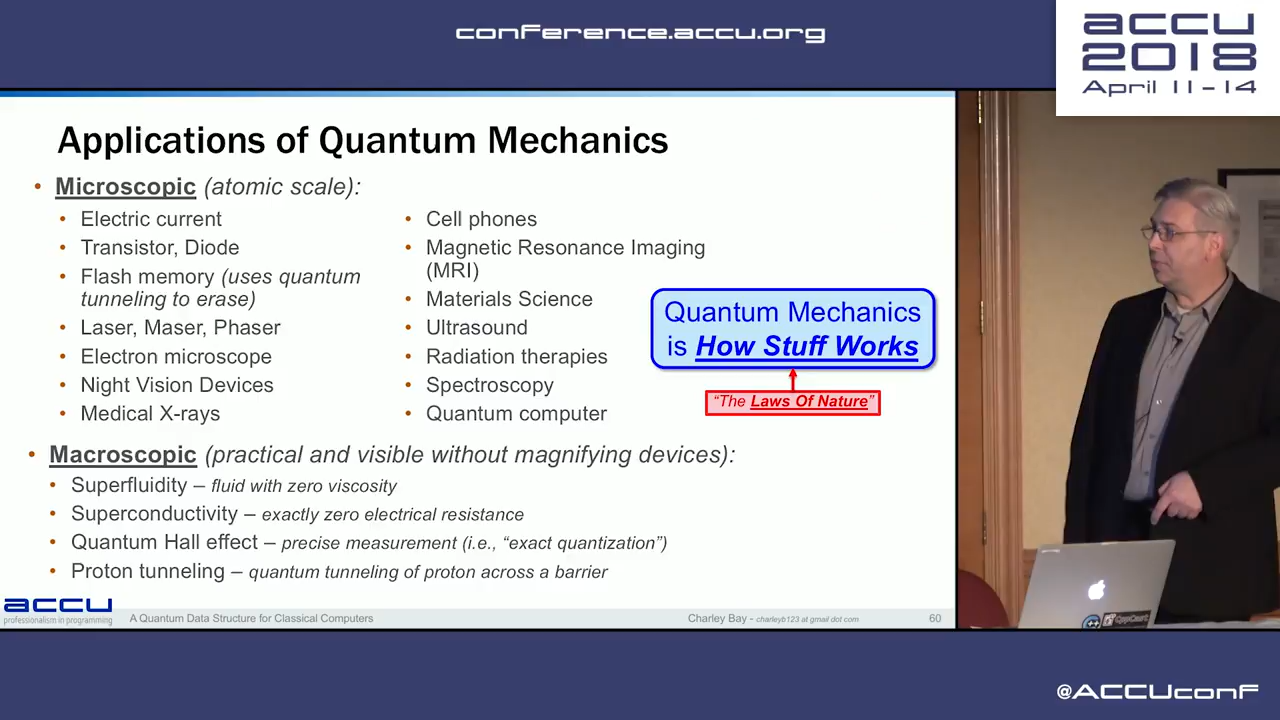 conference.accu.org
accu
2018
April 11-14
Applications of Quantum Mechanics
• Microscopic (atomic scale):
• Electric current
• Transistor, Diode
• Flash memory (uses quantum
tunneling to erase)
• Laser, Maser, Phaser
• Electron microscope
• Night Vision Devices
• Medical X-rays
• Cell phones
• Magnetic Resonance Imaging
(MRI)
• Materials Science
• Ultrasound
• Radiation therapies
• Spectroscopy
• Quantum computer
Quantum Mechanics
is How Stuff Works
“The Laws Of Nature”
• Macroscopic (practical and visible without magnifying devices):
• Superfluidity – fluid with zero viscosity
• Superconductivity – exactly zero electrical resistance
• Quantum Hall effect – precise measurement (i.e., “exact quantization”)
• Proton tunneling – quantum tunneling of proton across a barrier
accu
professionalism in programming
A Quantum Data Structure for Classical Computers
Charley Bay - charleyb123 at gmail dot com
60
@ACCUconf